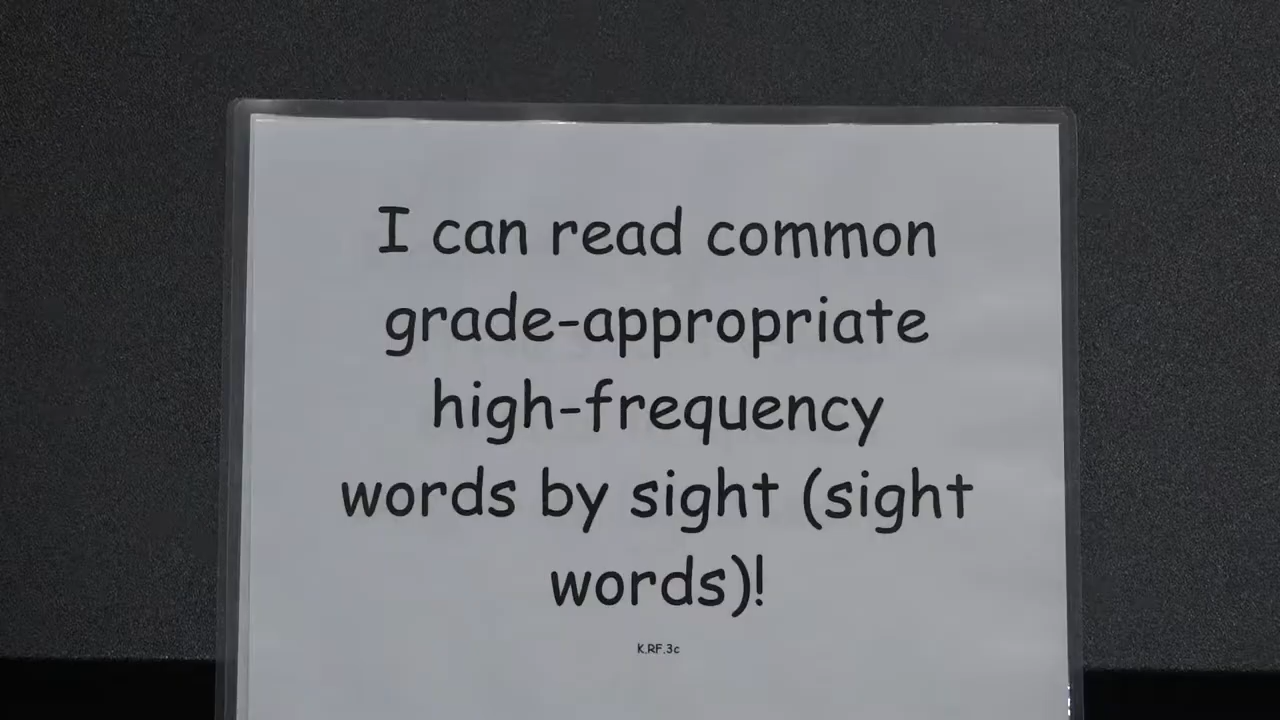 I can read common
grade-appropriate
high-frequency
words by sight (sight
words)!
K.RF.3c